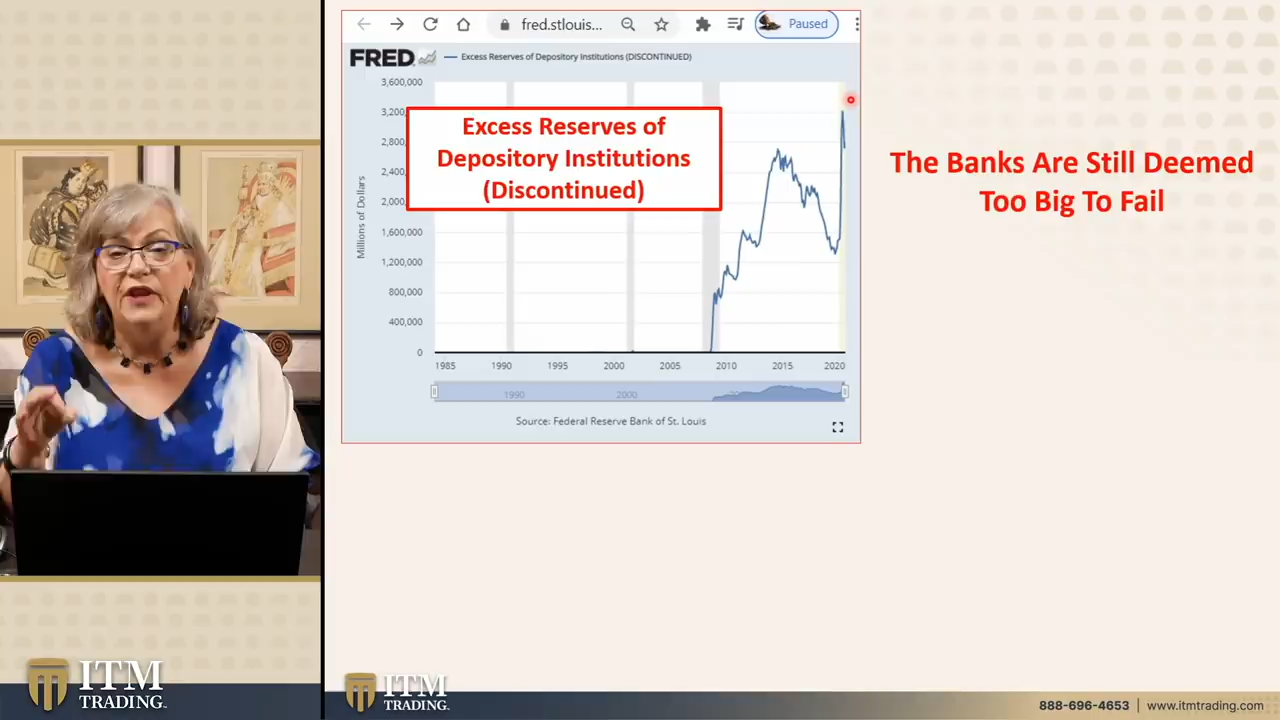 fred.stlouis...
Paused
FRED
Excess Reserves of Depository Institutions (DISCONTINUED)
3,600,000
3,200,
2,800,
2,400,
2,000,
1,600,000
1,200,000
800,000
400,000
0
Millions of Dollars
Excess Reserves of
Depository Institutions
(Discontinued)
1985 1990 1995 2000 2005 2010 2015 2020
1990 2000
Source: Federal Reserve Bank of St. Louis
The Banks Are Still Deemed
Too Big To Fail
ITM
TRADING.
ITM
TRADING.
888-696-4653 | www.itmtrading.com